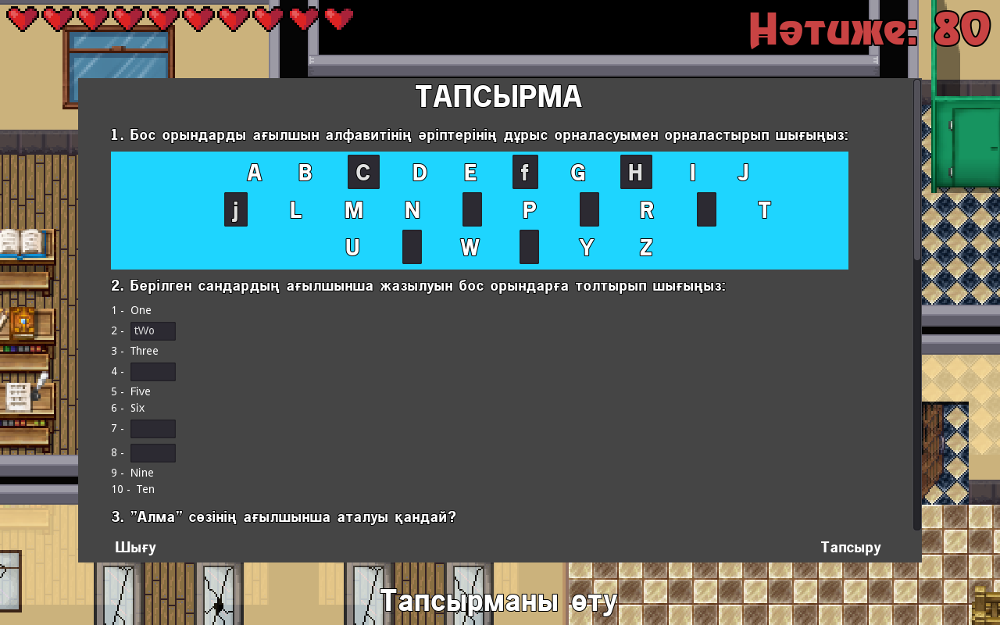 Нәтиже: 80
ТАПСЫРМА
1. Бос орындарды ағылшын алфавитінің әріптерінің дұрыс орналасуымен орналастырып шығыңыз:
A B C D E f G H I J
j L M N P R T
U W Y Z
2. Берілген сандардың ағылшынша жазылуын бос орындарға толтырып шығыңыз:
1 - One
2 - tWo
3 - Three
4 -
5 - Five
6 - Six
7 -
8 -
9 - Nine
10 - Ten
3. ”Алма” сөзінің ағылшынша аталуы қандай?
Шығу Тапсыру
Тапсырманы өту